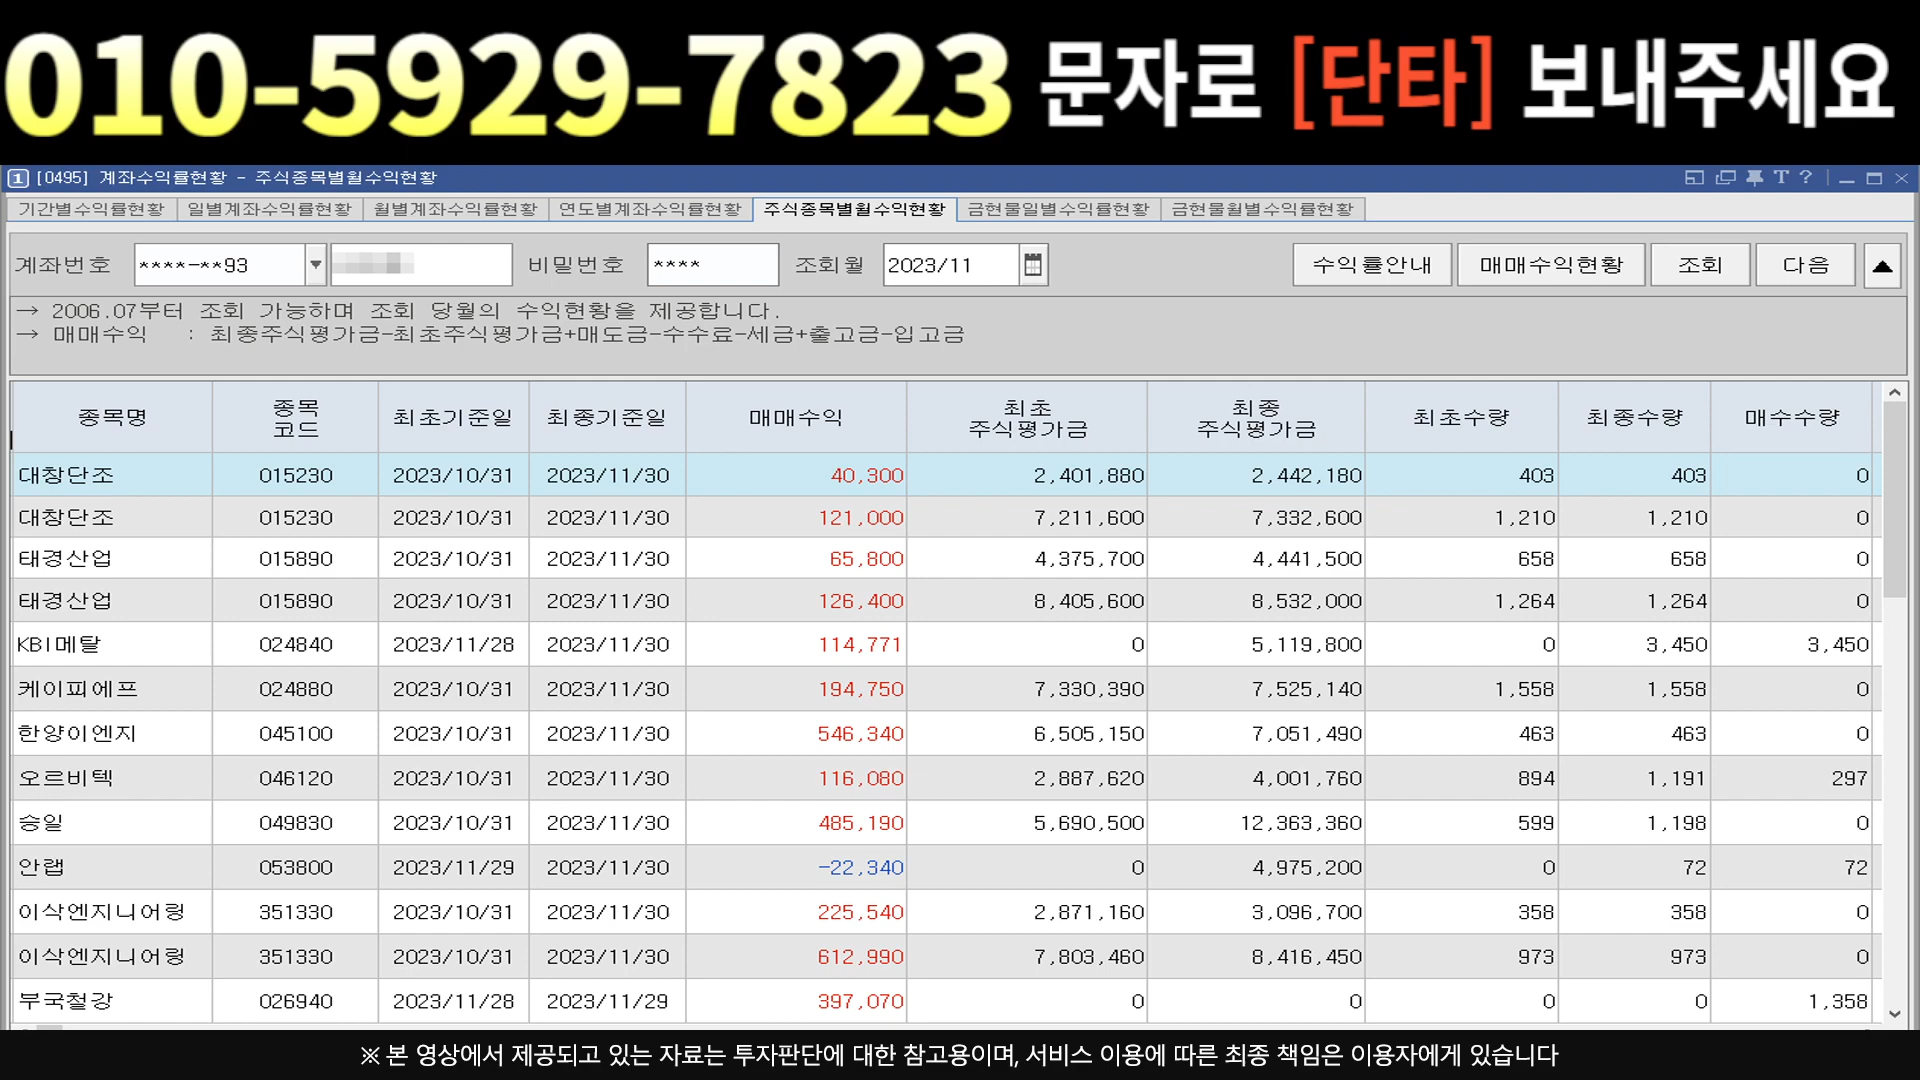 010-5929-7823 문자로 [단타] 보내주세요
1 [0495] 계좌수익률현황 - 주식종목별월수익현황
기간별수익률현황 일별계좌수익률현황 월별계좌수익률현황 연도별계좌수익률현황 주식종목별월수익현황 금현물일별수익률현황 금현물월별수익률현황
계좌번호 ****-**93 비밀번호 **** 조회월 2023/11 수익률안내 매매수익현황 조회 다음 ▲
→ 2006.07부터 조회 가능하며 조회 당월의 수익현황을 제공합니다.
→ 매매수익 : 최종주식평가금-최초주식평가금+매도금-수수료-세금+출고금-입고금
종목명 종목코드 최초기준일 최종기준일 매매수익 최초주식평가금 최종주식평가금 최초수량 최종수량 매수수량
대창단조 015230 2023/10/31 2023/11/30 40,300 2,401,880 2,442,180 403 403 0
대창단조 015230 2023/10/31 2023/11/30 121,000 7,211,600 7,332,600 1,210 1,210 0
태경산업 015890 2023/10/31 2023/11/30 65,800 4,375,700 4,441,500 658 658 0
태경산업 015890 2023/10/31 2023/11/30 126,400 8,405,600 8,532,000 1,264 1,264 0
KBI메탈 024840 2023/11/28 2023/11/30 114,771 0 5,119,800 0 3,450 3,450
케이피에프 024880 2023/10/31 2023/11/30 194,750 7,330,390 7,525,140 1,558 1,558 0
한양이엔지 045100 2023/10/31 2023/11/30 546,340 6,505,150 7,051,490 463 463 0
오르비텍 046120 2023/10/31 2023/11/30 116,080 2,887,620 4,001,760 894 1,191 297
승일 049830 2023/10/31 2023/11/30 485,190 5,690,500 12,363,360 599 1,198 0
안랩 053800 2023/11/29 2023/11/30 -22,340 0 4,975,200 0 72 72
이삭엔지니어링 351330 2023/10/31 2023/11/30 225,540 2,871,160 3,096,700 358 358 0
이삭엔지니어링 351330 2023/10/31 2023/11/30 612,990 7,803,460 8,416,450 973 973 0
부국철강 026940 2023/11/28 2023/11/29 397,070 0 0 0 0 1,358
※ 본 영상에서 제공되고 있는 자료는 투자판단에 대한 참고용이며, 서비스 이용에 따른 최종 책임은 이용자에게 있습니다